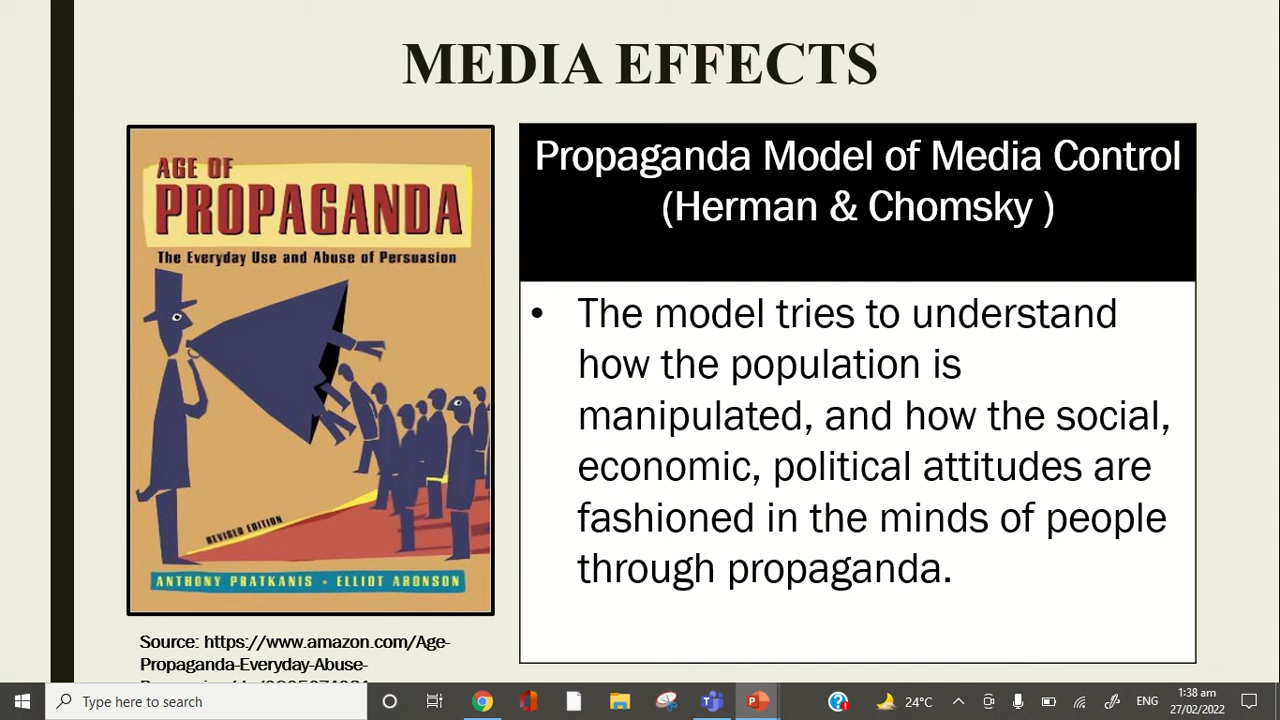 MEDIA EFFECTS
AGE OF
PROPAGANDA
The Everyday Use and Abuse of Persuasion
REVISED EDITION
ANTHONY PRATKANIS • ELLIOT ARONSON
Source: https://www.amazon.com/Age-
Propaganda-Everyday-Abuse-
Propaganda Model of Media Control
(Herman & Chomsky )
• The model tries to understand
how the population is
manipulated, and how the social,
economic, political attitudes are
fashioned in the minds of people
through propaganda.
Type here to search
24°C
ENG
1:38 am
27/02/2022